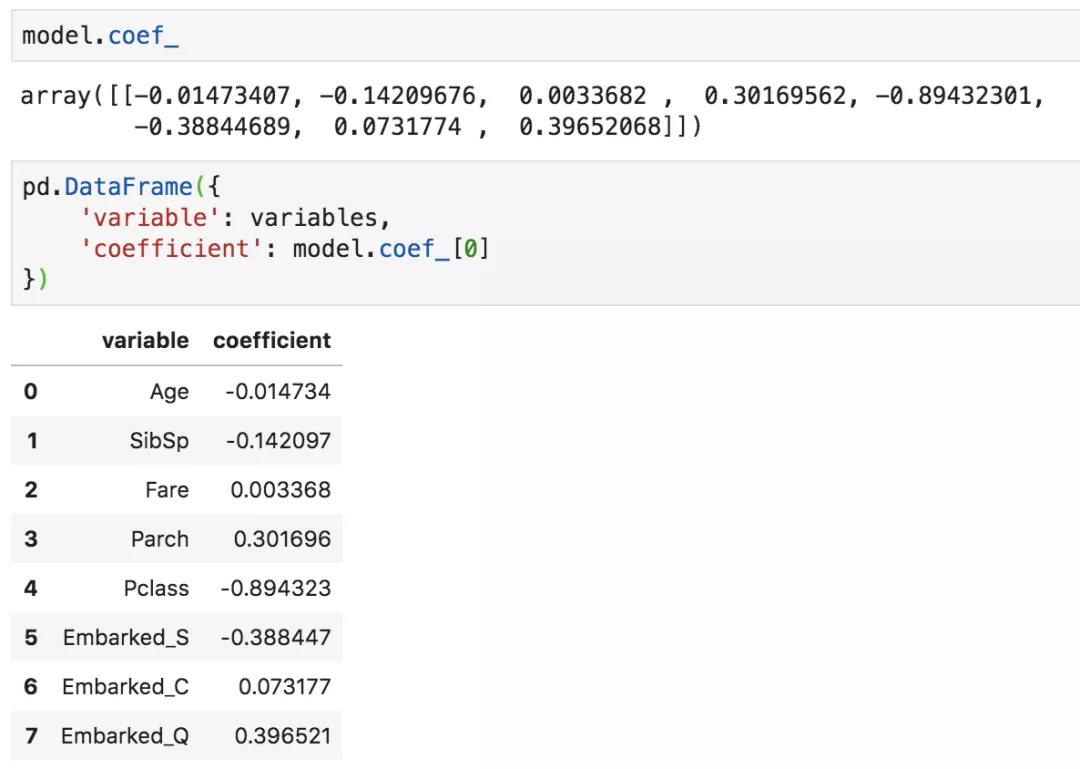 model.coef_
array([[-0.01473407, -0.14209676,  0.0033682 ,  0.30169562, -0.89432301,
        -0.38844689,  0.0731774 ,  0.39652068]])
pd.DataFrame({
    'variable': variables,
    'coefficient': model.coef_[0]
})
variable coefficient
0 Age -0.014734
1 SibSp -0.142097
2 Fare 0.003368
3 Parch 0.301696
4 Pclass -0.894323
5 Embarked_S -0.388447
6 Embarked_C 0.073177
7 Embarked_Q 0.396521